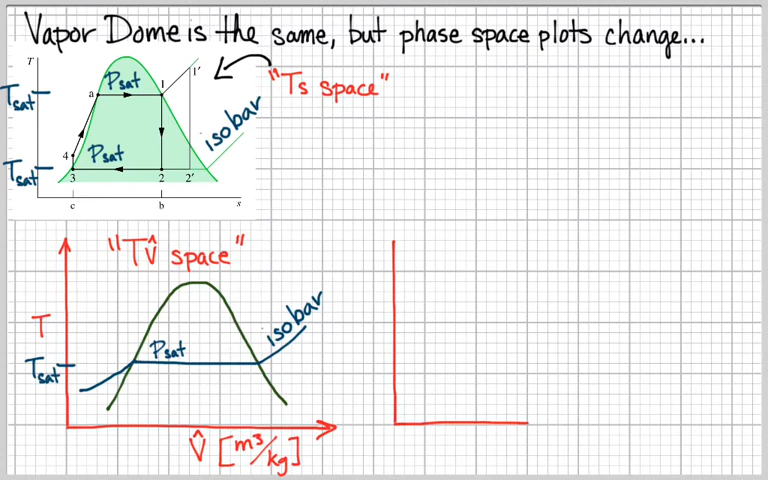 Vapor Dome is the same, but phase space plots change...
T
Tsat
a
Psat
1
1'
"Ts space"
isobar
Tsat
4
Psat
3
2
2'
c
b
s
"TV̂ space"
T
Tsat
Psat
isobar
V̂ [m³/kg]